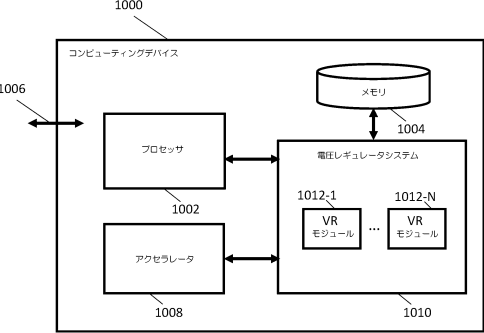 1000
コンピューティングデバイス
1006
メモリ
1004
プロセッサ
1002
電圧レギュレータシステム
1012-1
1012-N
VR
モジュール
...
VR
モジュール
アクセラレータ
1008
1010